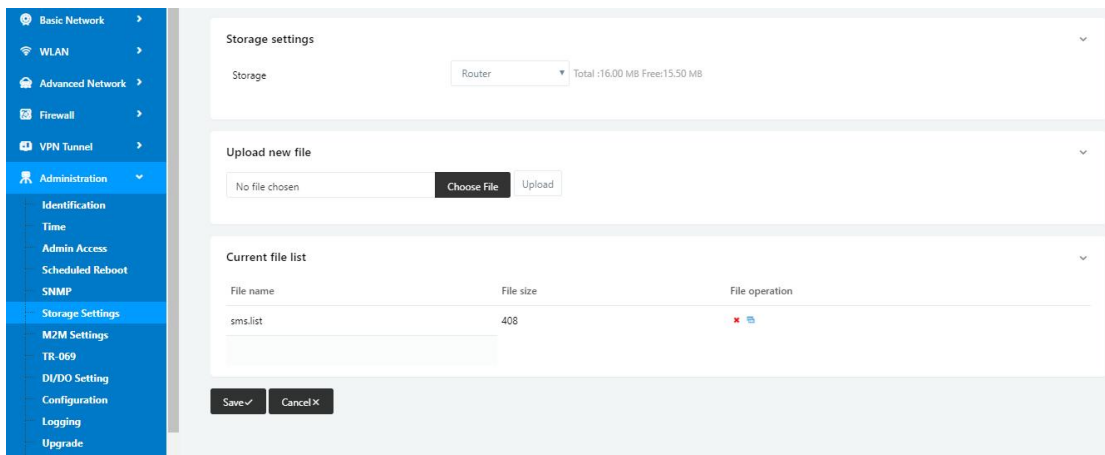 Basic Network
WLAN
Advanced Network
Firewall
VPN Tunnel
Administration
Identification
Time
Admin Access
Scheduled Reboot
SNMP
Storage Settings
M2M Settings
TR-069
DI/DO Setting
Configuration
Logging
Upgrade
Storage settings
Storage Router Total :16.00 MB Free:15.50 MB
Upload new file
No file chosen Choose File Upload
Current file list
File name File size File operation
sms.list 408
Save Cancel